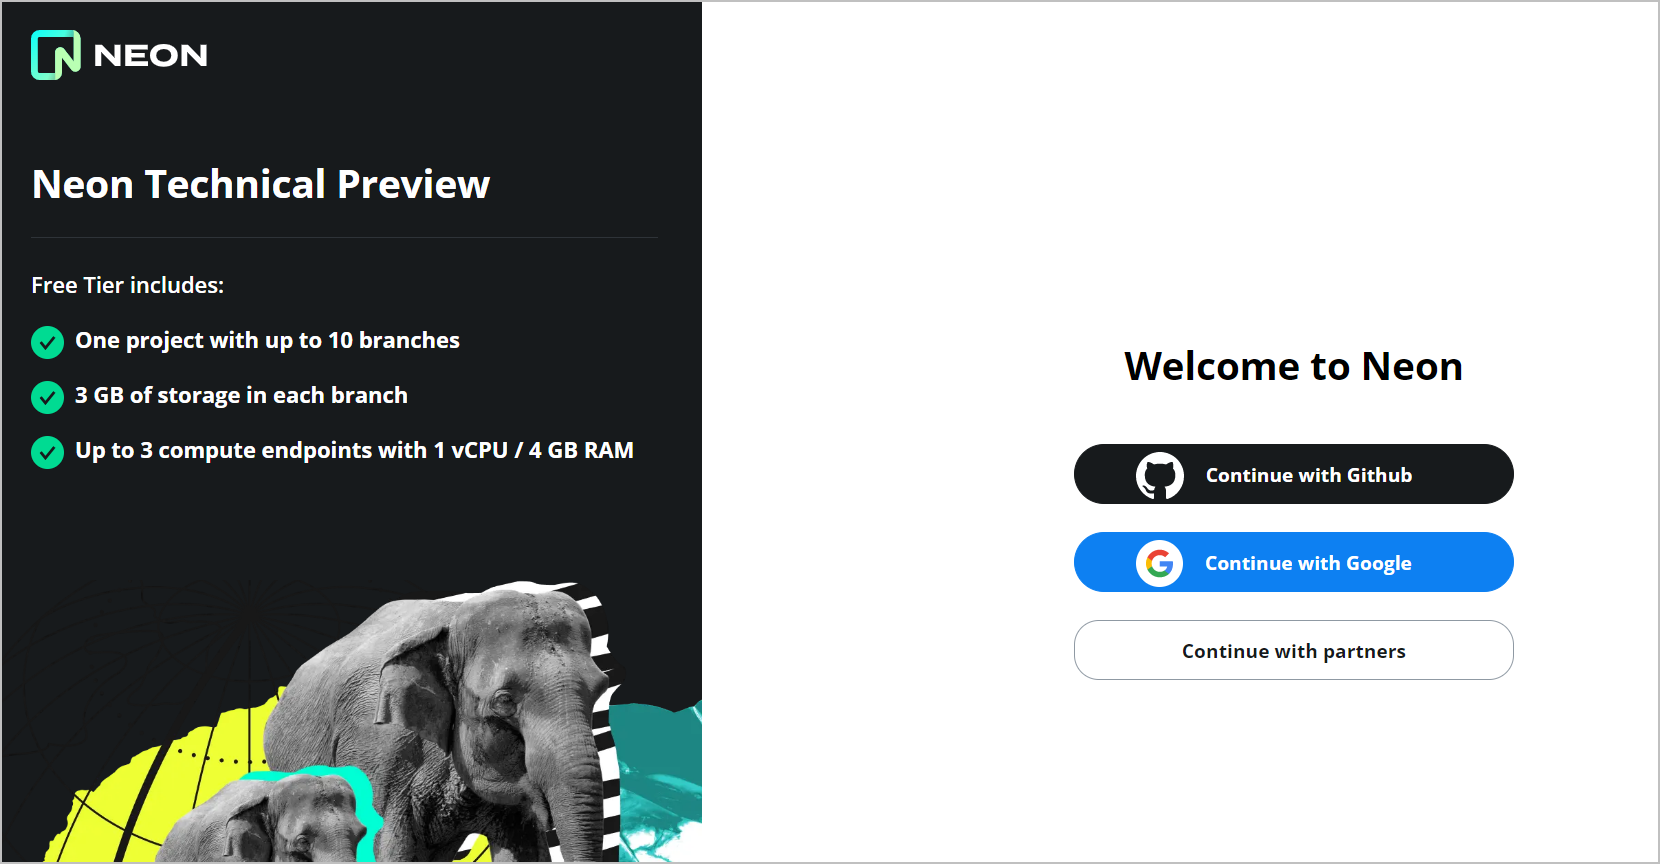 NEON
Neon Technical Preview
Free Tier includes:
One project with up to 10 branches
3 GB of storage in each branch
Up to 3 compute endpoints with 1 vCPU / 4 GB RAM
Welcome to Neon
Continue with Github
Continue with Google
Continue with partners